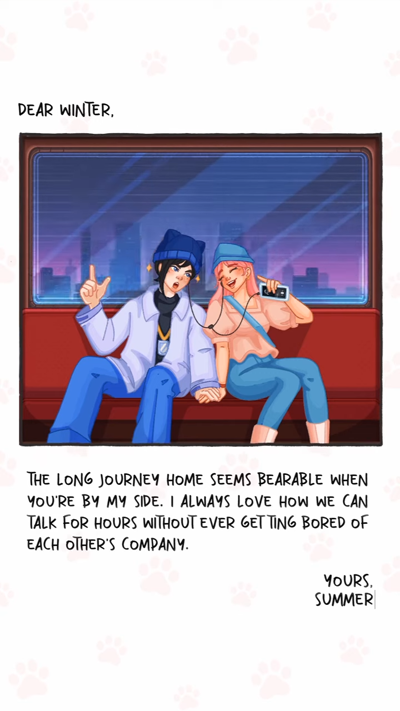 DEAR WINTER,
THE LONG JOURNEY HOME SEEMS BEARABLE WHEN
YOU'RE BY MY SIDE. I ALWAYS LOVE HOW WE CAN
TALK FOR HOURS WITHOUT EVER GETTING BORED OF
EACH OTHER'S COMPANY.
YOURS,
SUMMER